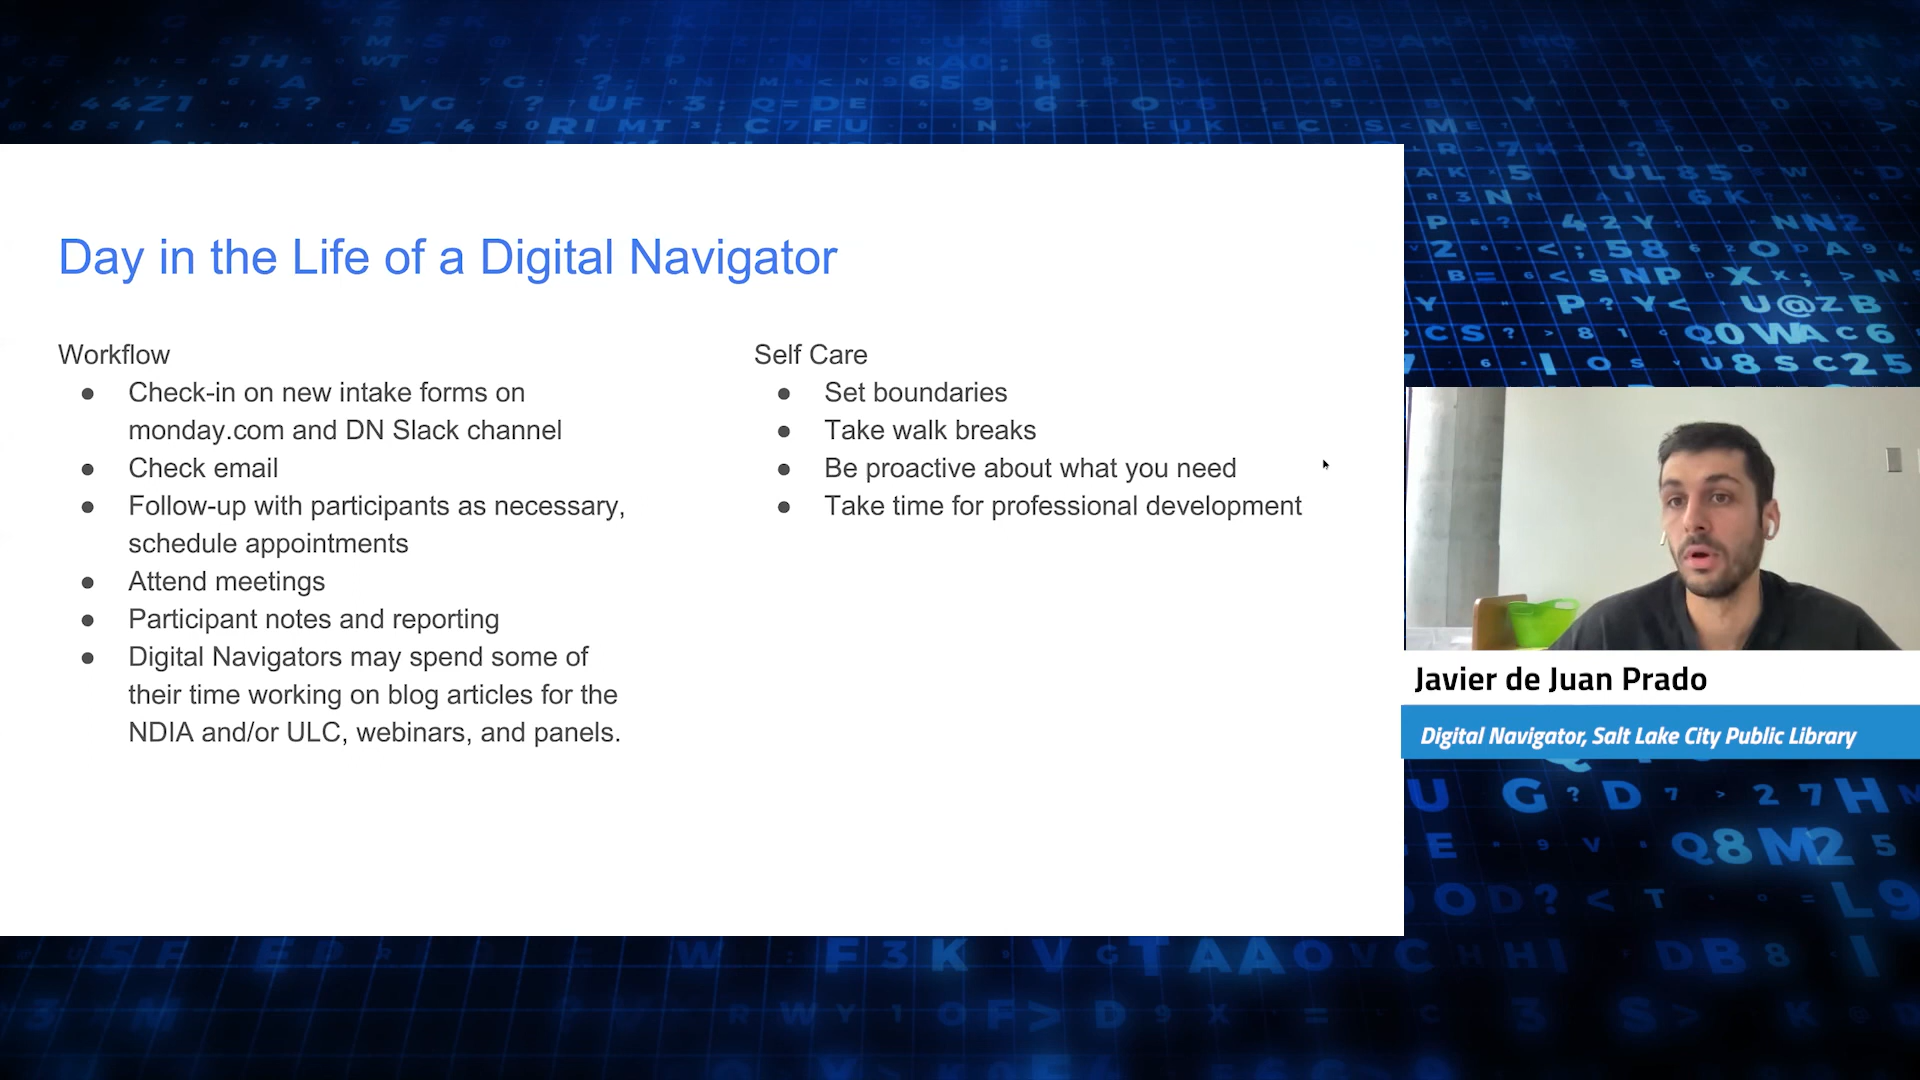 Day in the Life of a Digital Navigator
Workflow
● Check-in on new intake forms on
monday.com and DN Slack channel
● Check email
● Follow-up with participants as necessary,
schedule appointments
● Attend meetings
● Participant notes and reporting
● Digital Navigators may spend some of
their time working on blog articles for the
NDIA and/or ULC, webinars, and panels.
Self Care
● Set boundaries
● Take walk breaks
● Be proactive about what you need
● Take time for professional development
Javier de Juan Prado
Digital Navigator, Salt Lake City Public Library